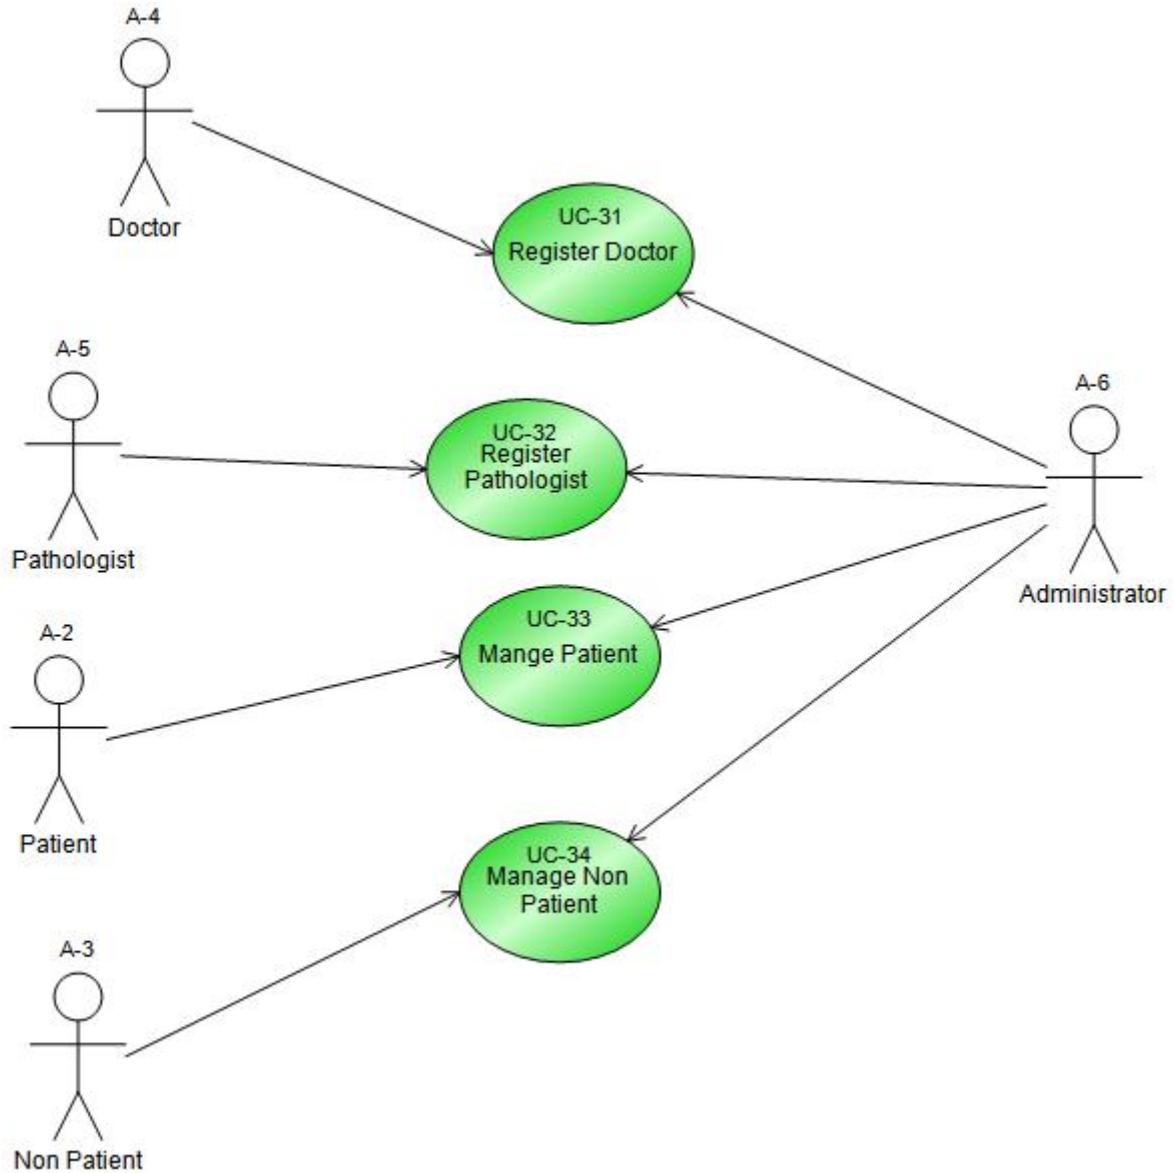 A-4
Doctor
UC-31
Register Doctor
A-5
Pathologist
UC-32
Register
Pathologist
A-6
Administrator
A-2
Patient
UC-33
Mange Patient
UC-34
Manage Non
Patient
A-3
Non Patient